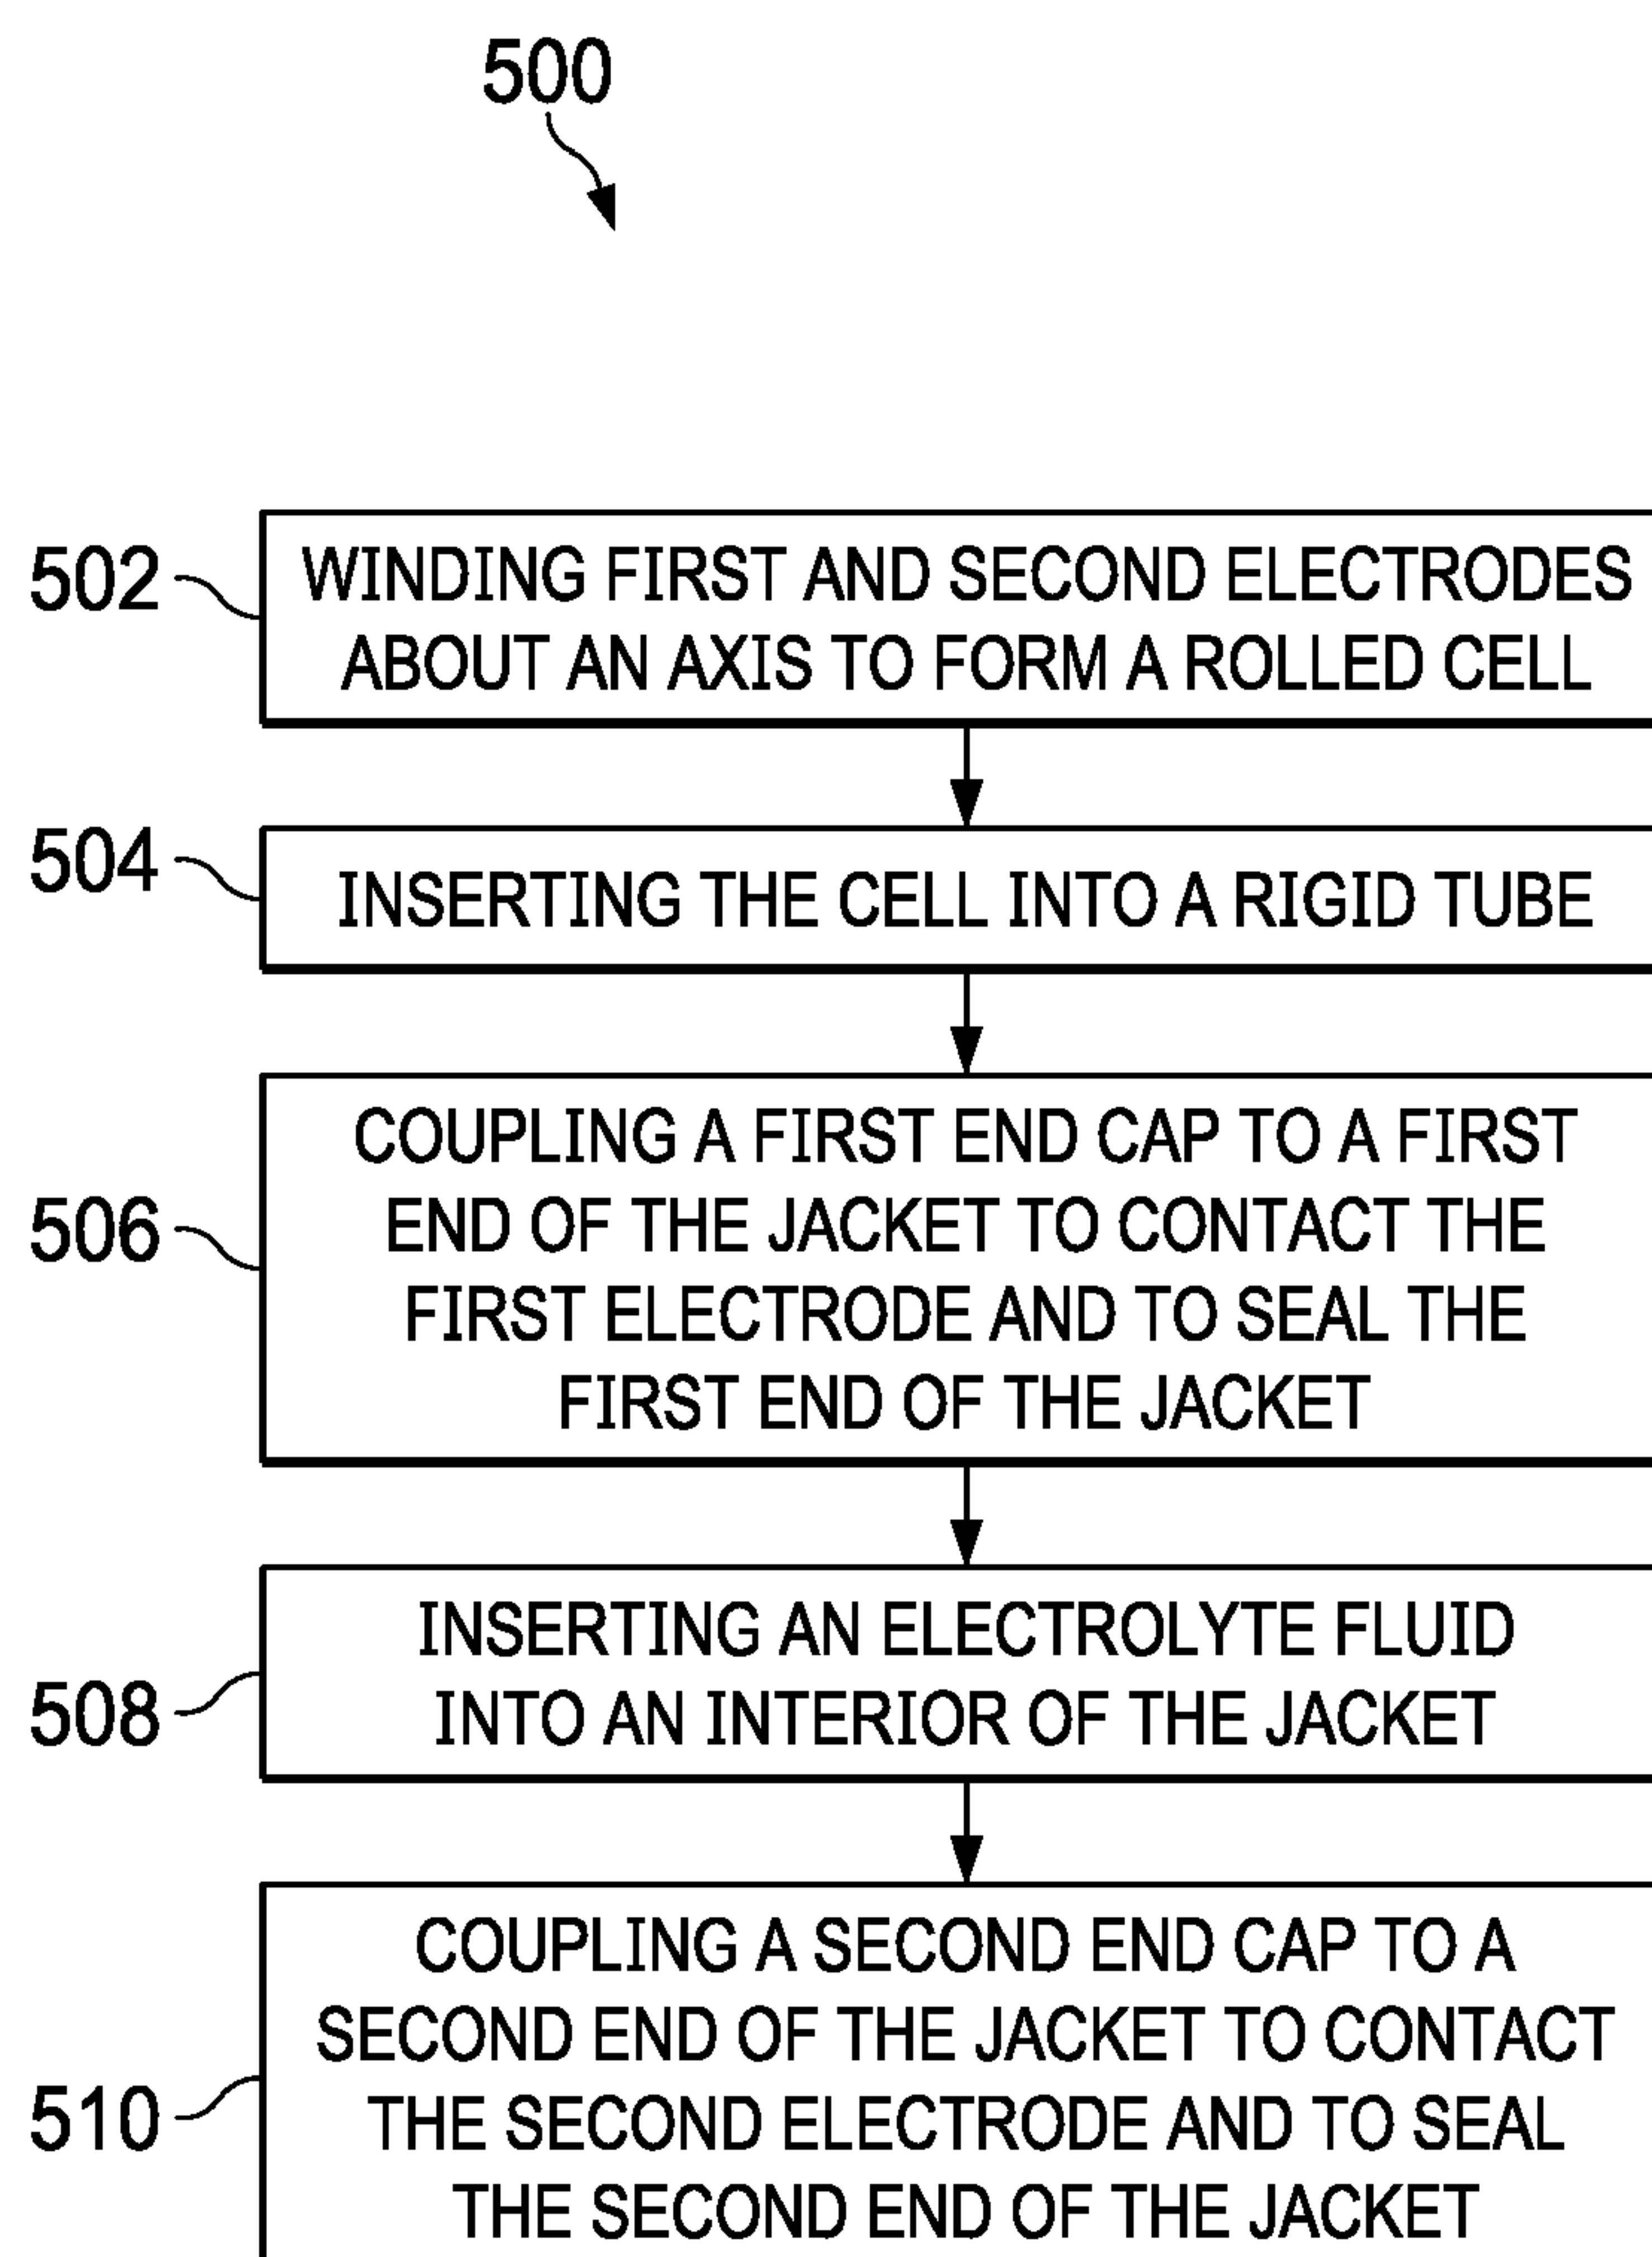 500
502
WINDING FIRST AND SECOND ELECTRODES
ABOUT AN AXIS TO FORM A ROLLED CELL
504
INSERTING THE CELL INTO A RIGID TUBE
506
COUPLING A FIRST END CAP TO A FIRST
END OF THE JACKET TO CONTACT THE
FIRST ELECTRODE AND TO SEAL THE
FIRST END OF THE JACKET
508
INSERTING AN ELECTROLYTE FLUID
INTO AN INTERIOR OF THE JACKET
510
COUPLING A SECOND END CAP TO A
SECOND END OF THE JACKET TO CONTACT
THE SECOND ELECTRODE AND TO SEAL
THE SECOND END OF THE JACKET